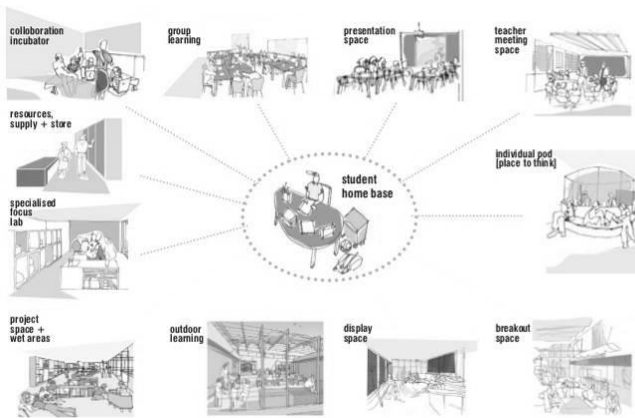 colloboration
incubator
group
learning
presentation
space
teacher
meeting
space
resources,
supply + store
student
home base
individual pod
[place to think]
specialised
focus
lab
project
space +
wet areas
outdoor
learning
display
space
breakout
space